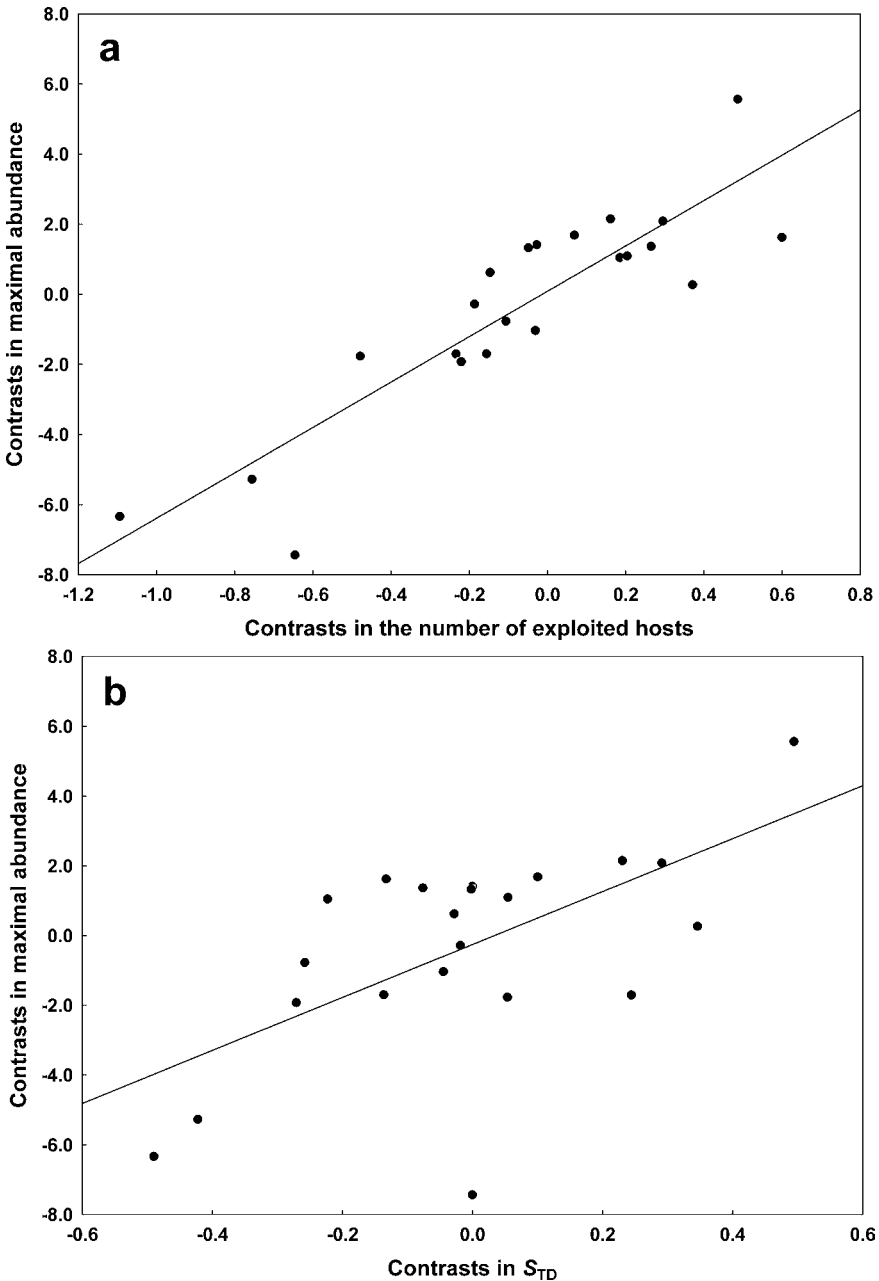 a
8.0
6.0
4.0
2.0
0.0
-2.0
-4.0
-6.0
-8.0
Contrasts in maximal abundance
-1.2 -1.0 -0.8 -0.6 -0.4 -0.2 0.0 0.2 0.4 0.6 0.8
Contrasts in the number of exploited hosts
b
8.0
6.0
4.0
2.0
0.0
-2.0
-4.0
-6.0
-8.0
Contrasts in maximal abundance
-0.6 -0.4 -0.2 0.0 0.2 0.4 0.6
Contrasts in STD